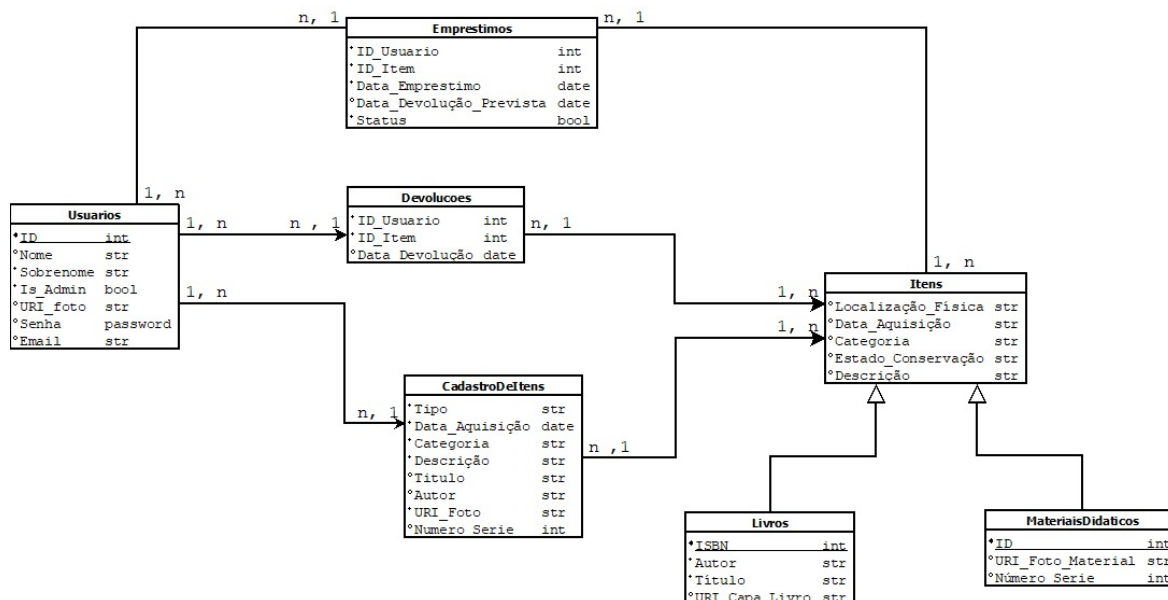 n, 1
n, 1
Emprestimos
*ID_Usuario int
*ID_Item int
*Data_Emprestimo date
°Data_Devolução_Prevista date
*Status bool
1, n
Usuarios
*ID int
°Nome str
*Sobrenome str
*Is_Admin bool
°URI_foto str
°Senha password
°Email str
1, n
n , 1
Devolucoes
*ID_Usuario int
*ID_Item int
°Data_Devolução date
n, 1
1, n
Itens
°Localização_Física str
°Data_Aquisição str
°Categoria str
°Estado_Conservação str
°Descrição str
1, n
1, n
1, n
n, 1
CadastroDeItens
*Tipo str
*Data_Aquisição date
*Categoria str
*Descrição str
°Titulo str
°Autor str
*URI_Foto str
°Numero_Serie int
n ,1
Livros
*ISBN int
*Autor str
*Título str
°URI_Capa_Livro str
MateriaisDidaticos
*ID int
°URI_Foto_Material str
°Número_Serie int